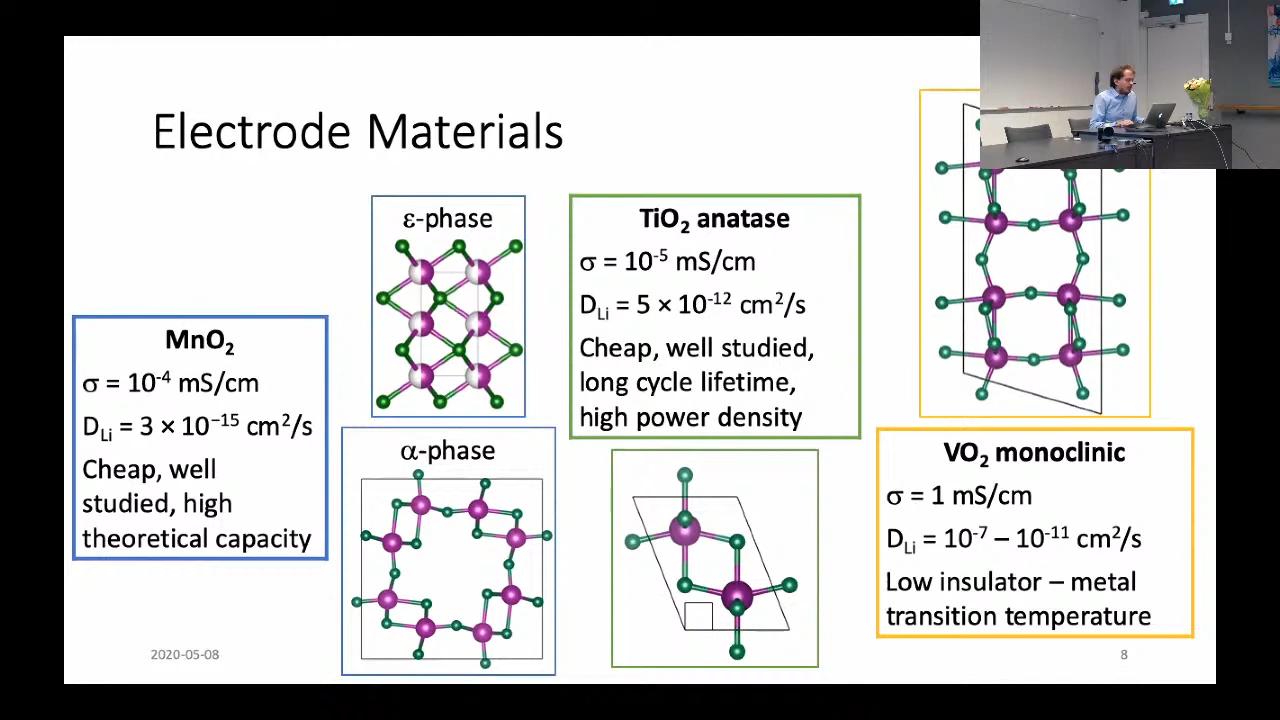 Electrode Materials
MnO₂
σ = 10⁻⁴ mS/cm
D_Li = 3 × 10⁻¹⁵ cm²/s
Cheap, well
studied, high
theoretical capacity
ε-phase
α-phase
TiO₂ anatase
σ = 10⁻⁵ mS/cm
D_Li = 5 × 10⁻¹² cm²/s
Cheap, well studied,
long cycle lifetime,
high power density
VO₂ monoclinic
σ = 1 mS/cm
D_Li = 10⁻⁷ – 10⁻¹¹ cm²/s
Low insulator – metal
transition temperature
2020-05-08
8